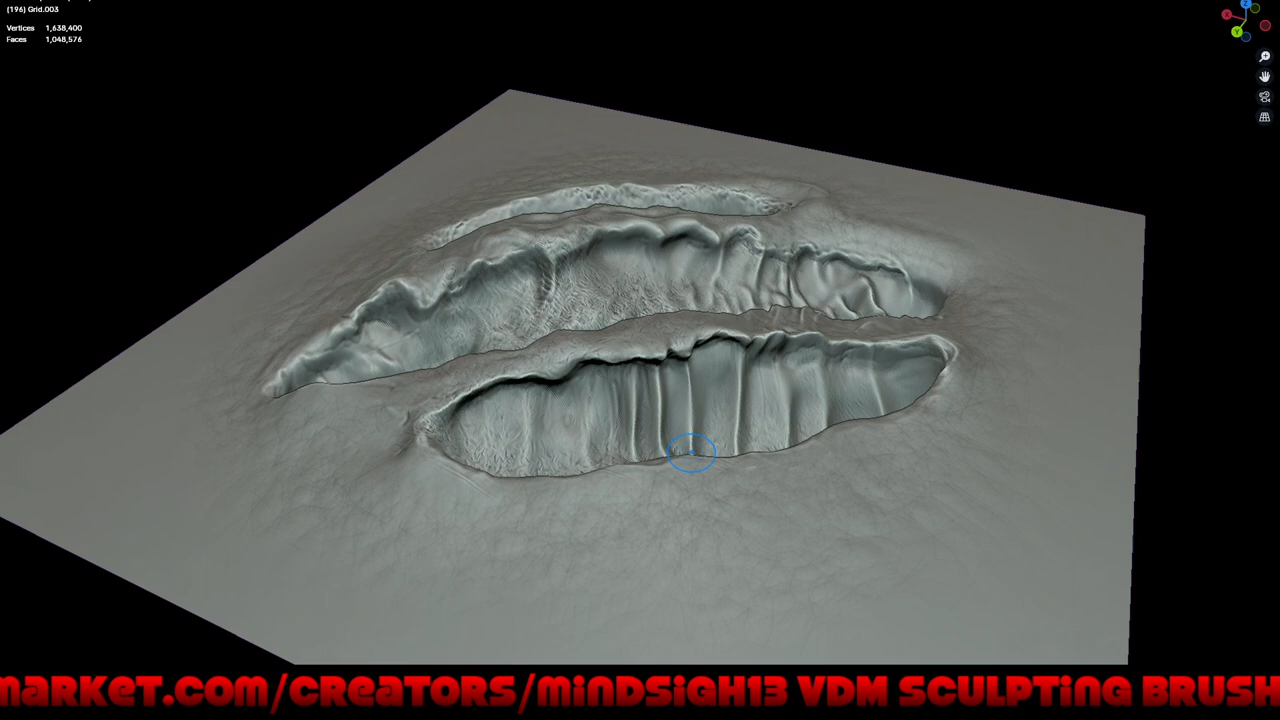 (196) Grid.003
Vertices 1,638,400
Faces 1,048,576
X
Z
Y
market.com/creators/mindsigh13 VDM Sculpting Brush